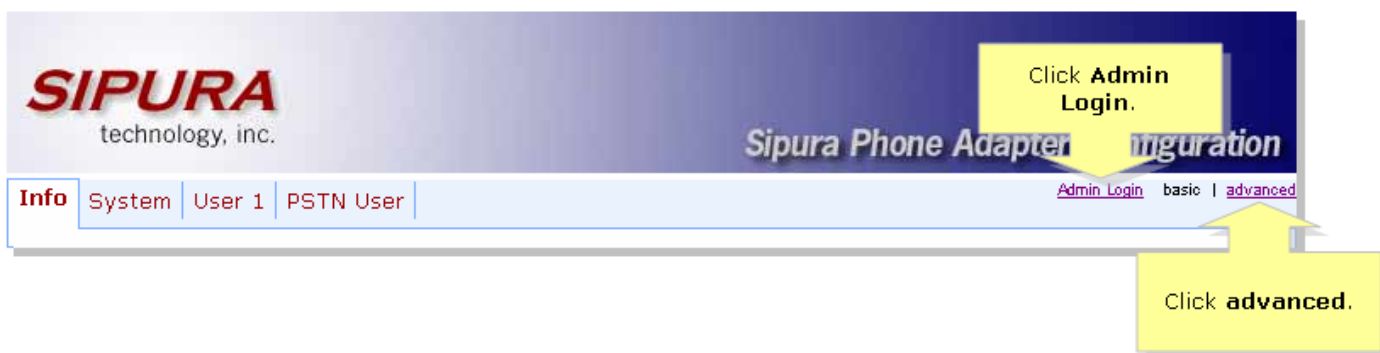 SIPURA
technology, inc.
Click Admin
Login.
Sipura Phone Adapter nfiguration
Info System User 1 PSTN User
Admin Login basic | advanced
Click advanced.